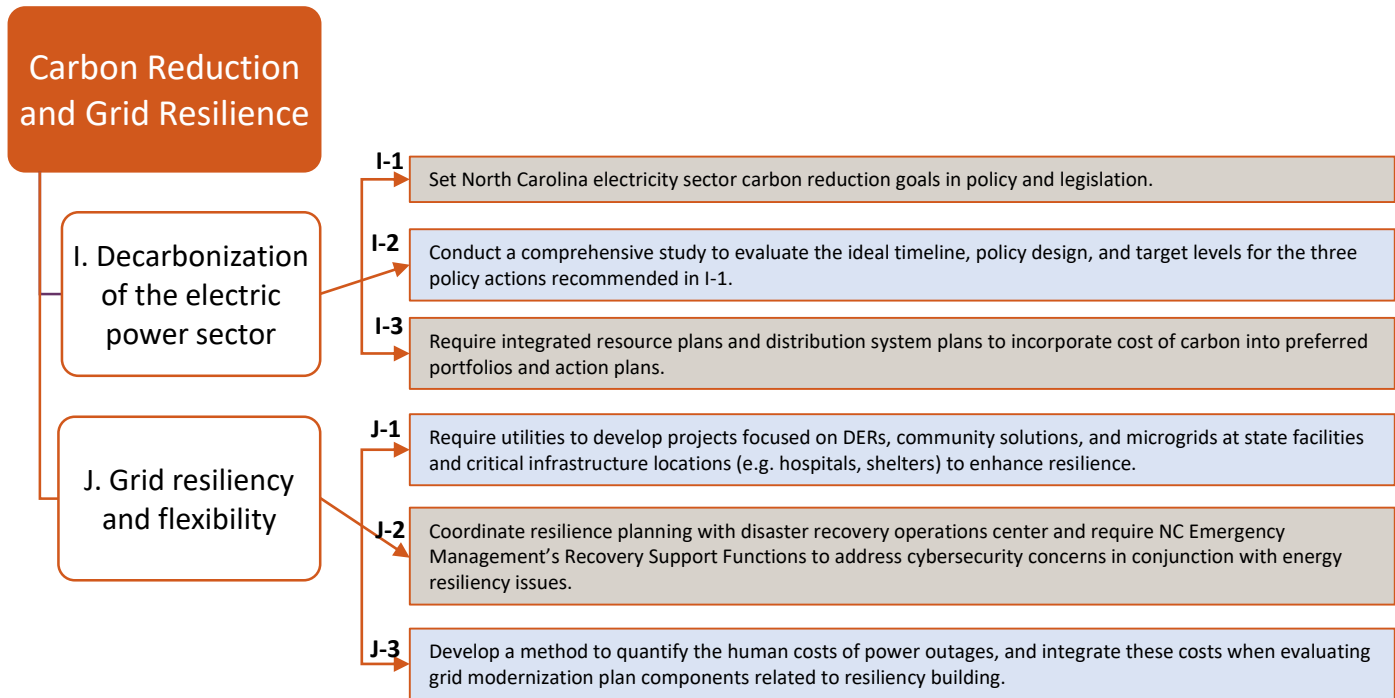 Carbon Reduction
and Grid Resilience
I. Decarbonization
of the electric
power sector
I-1
Set North Carolina electricity sector carbon reduction goals in policy and legislation.
I-2
Conduct a comprehensive study to evaluate the ideal timeline, policy design, and target levels for the three
policy actions recommended in I-1.
I-3
Require integrated resource plans and distribution system plans to incorporate cost of carbon into preferred
portfolios and action plans.
J. Grid resiliency
and flexibility
J-1
Require utilities to develop projects focused on DERs, community solutions, and microgrids at state facilities
and critical infrastructure locations (e.g. hospitals, shelters) to enhance resilience.
J-2
Coordinate resilience planning with disaster recovery operations center and require NC Emergency
Management’s Recovery Support Functions to address cybersecurity concerns in conjunction with energy
resiliency issues.
J-3
Develop a method to quantify the human costs of power outages, and integrate these costs when evaluating
grid modernization plan components related to resiliency building.